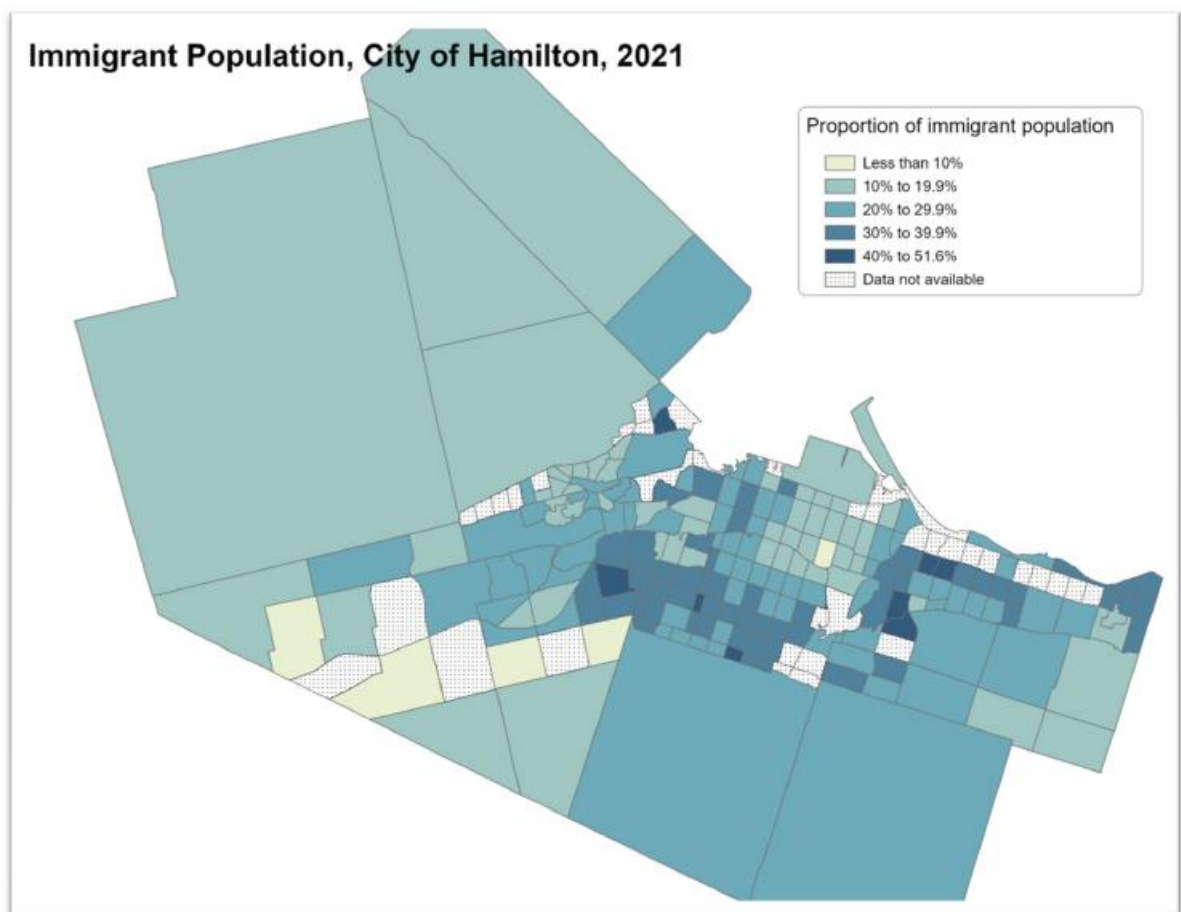 Immigrant Population, City of Hamilton, 2021
Proportion of immigrant population
Less than 10%
10% to 19.9%
20% to 29.9%
30% to 39.9%
40% to 51.6%
Data not available